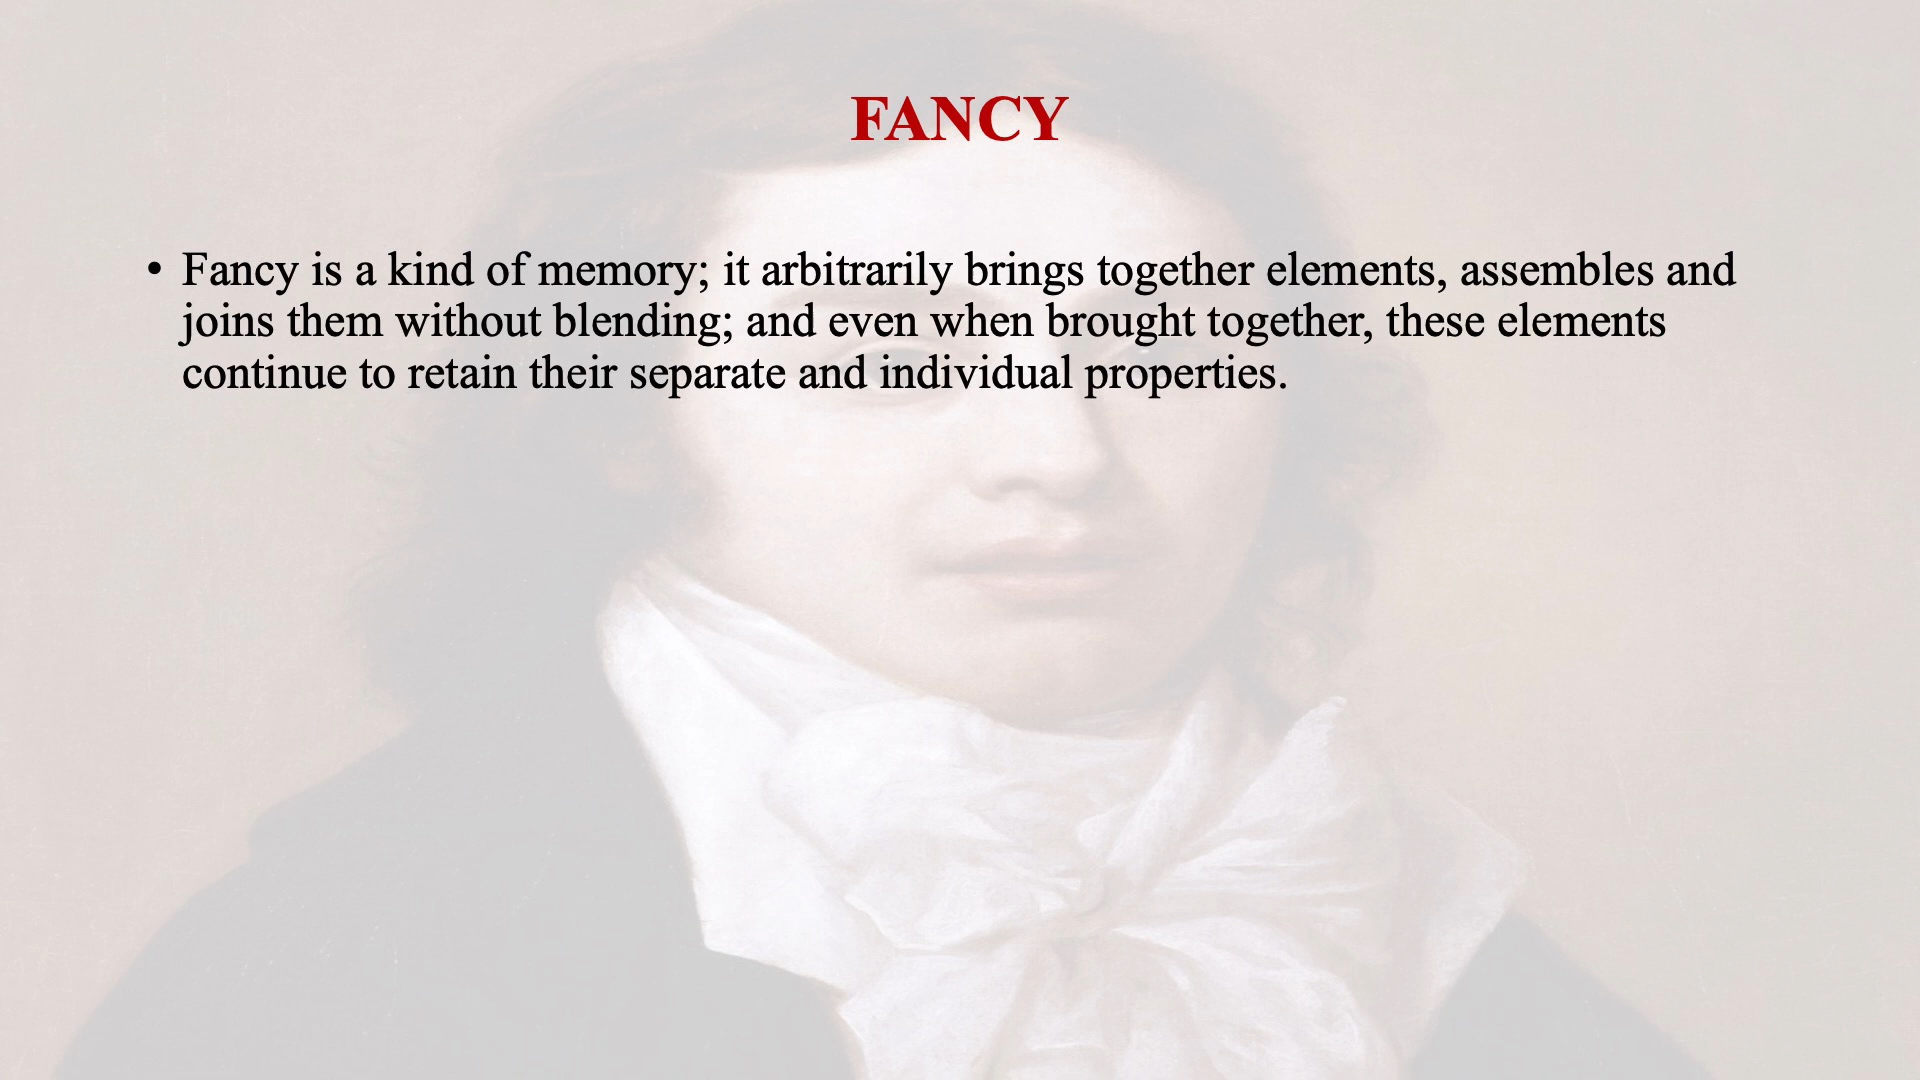 FANCY
• Fancy is a kind of memory; it arbitrarily brings together elements, assembles and
joins them without blending; and even when brought together, these elements
continue to retain their separate and individual properties.